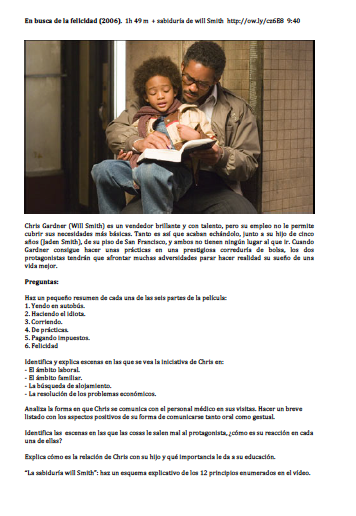 En busca de la felicidad (2006). 1h 49 m + sabiduría de will Smith http://ow.ly/cz6E8 9:40
Chris Gardner (Will Smith) es un vendedor brillante y con talento, pero su empleo no le permite
cubrir sus necesidades más básicas. Tanto es así que acaban echándolo, junto a su hijo de cinco
años (Jaden Smith), de su piso de San Francisco, y ambos no tienen ningún lugar al que ir. Cuando
Gardner consigue hacer unas prácticas en una prestigiosa correduría de bolsa, los dos
protagonistas tendrán que afrontar muchas adversidades parar hacer realidad su sueño de una
vida mejor.
Preguntas:
Haz un pequeño resumen de cada una de las seis partes de la película:
1. Yendo en autobús.
2. Haciendo el idiota.
3. Corriendo.
4. De prácticas.
5. Pagando impuestos.
6. Felicidad
Identifica y explica escenas en las que se vea la iniciativa de Chris en:
- El ámbito laboral.
- El ámbito familiar.
- La búsqueda de alojamiento.
- La resolución de los problemas económicos.
Analiza la forma en que Chris se comunica con el personal médico en sus visitas. Hacer un breve
listado con los aspectos positivos de su forma de comunicarse tanto oral como gestual.
Identifica las escenas en las que las cosas le salen mal al protagonista, ¿cómo es su reacción en cada
una de ellas?
Explica cómo es la relación de Chris con su hijo y qué importancia le da a su educación.
"La sabiduría will Smith": haz un esquema explicativo de los 12 principios enumerados en el vídeo.